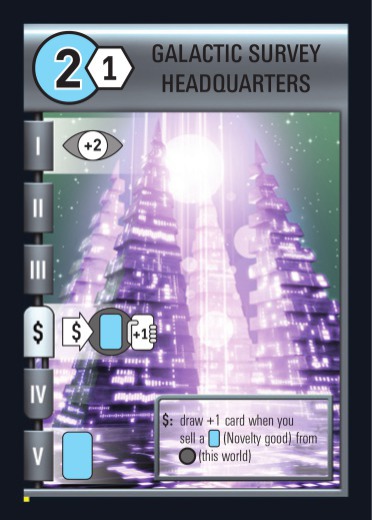 2 1
GALACTIC SURVEY
HEADQUARTERS
I
+2
II
III
$
$ +1
IV
V
$: draw +1 card when you
sell a (Novelty good) from
(this world)